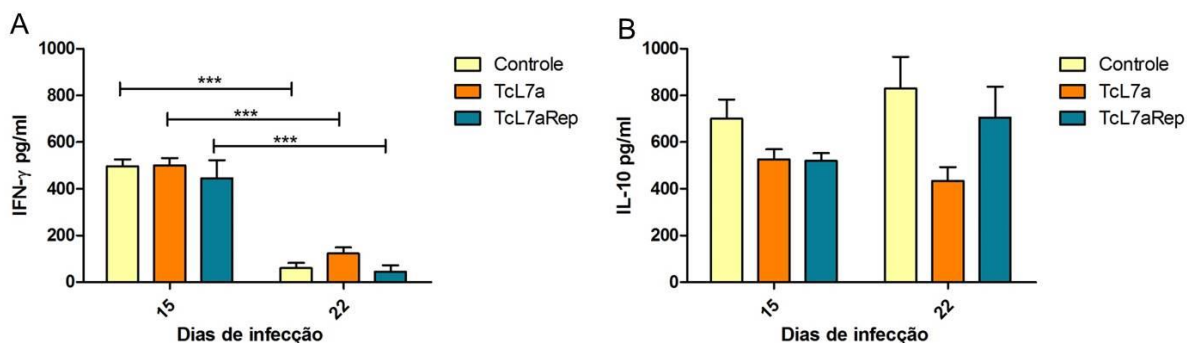 A
IFN-γ pg/ml
1000
800
600
400
200
0
***
***
***
15
22
Dias de infecção
Controle
TcL7a
TcL7aRep
B
IL-10 pg/ml
1000
800
600
400
200
0
15
22
Dias de infecção
Controle
TcL7a
TcL7aRep